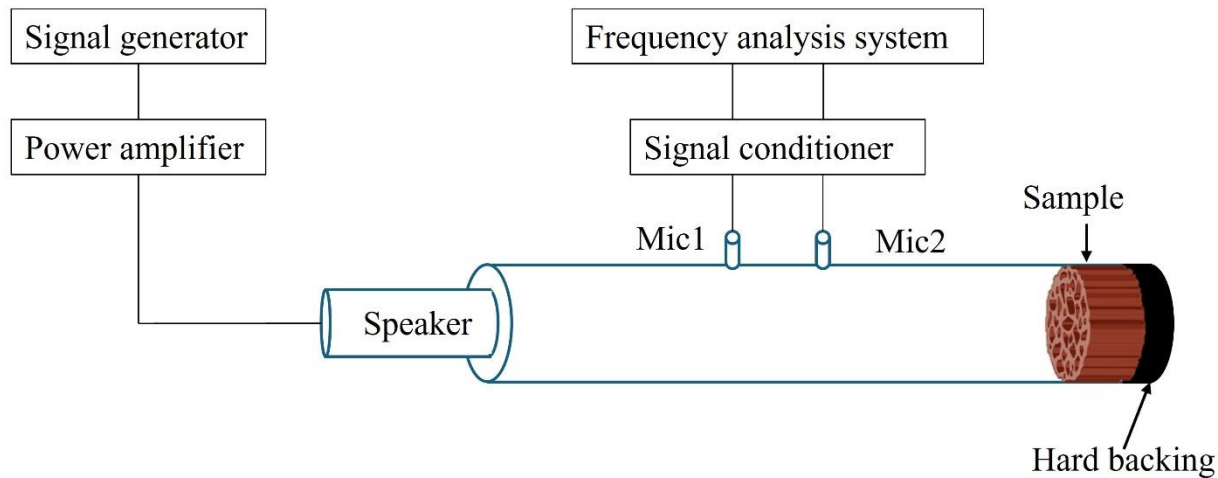 Signal generator
Frequency analysis system
Power amplifier
Signal conditioner
Sample
Mic1
Mic2
Speaker
Hard backing